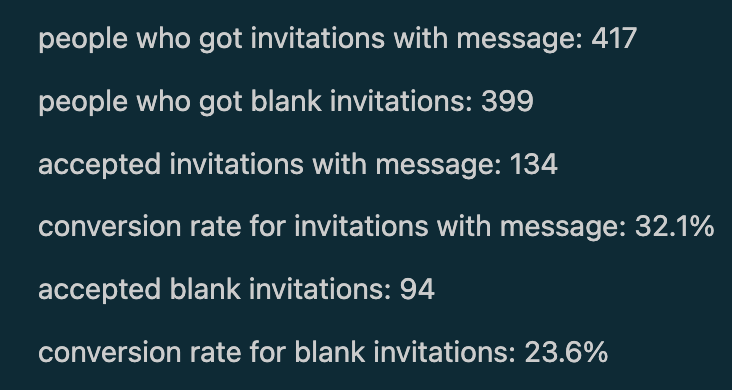 people who got invitations with message: 417
people who got blank invitations: 399
accepted invitations with message: 134
conversion rate for invitations with message: 32.1%
accepted blank invitations: 94
conversion rate for blank invitations: 23.6%